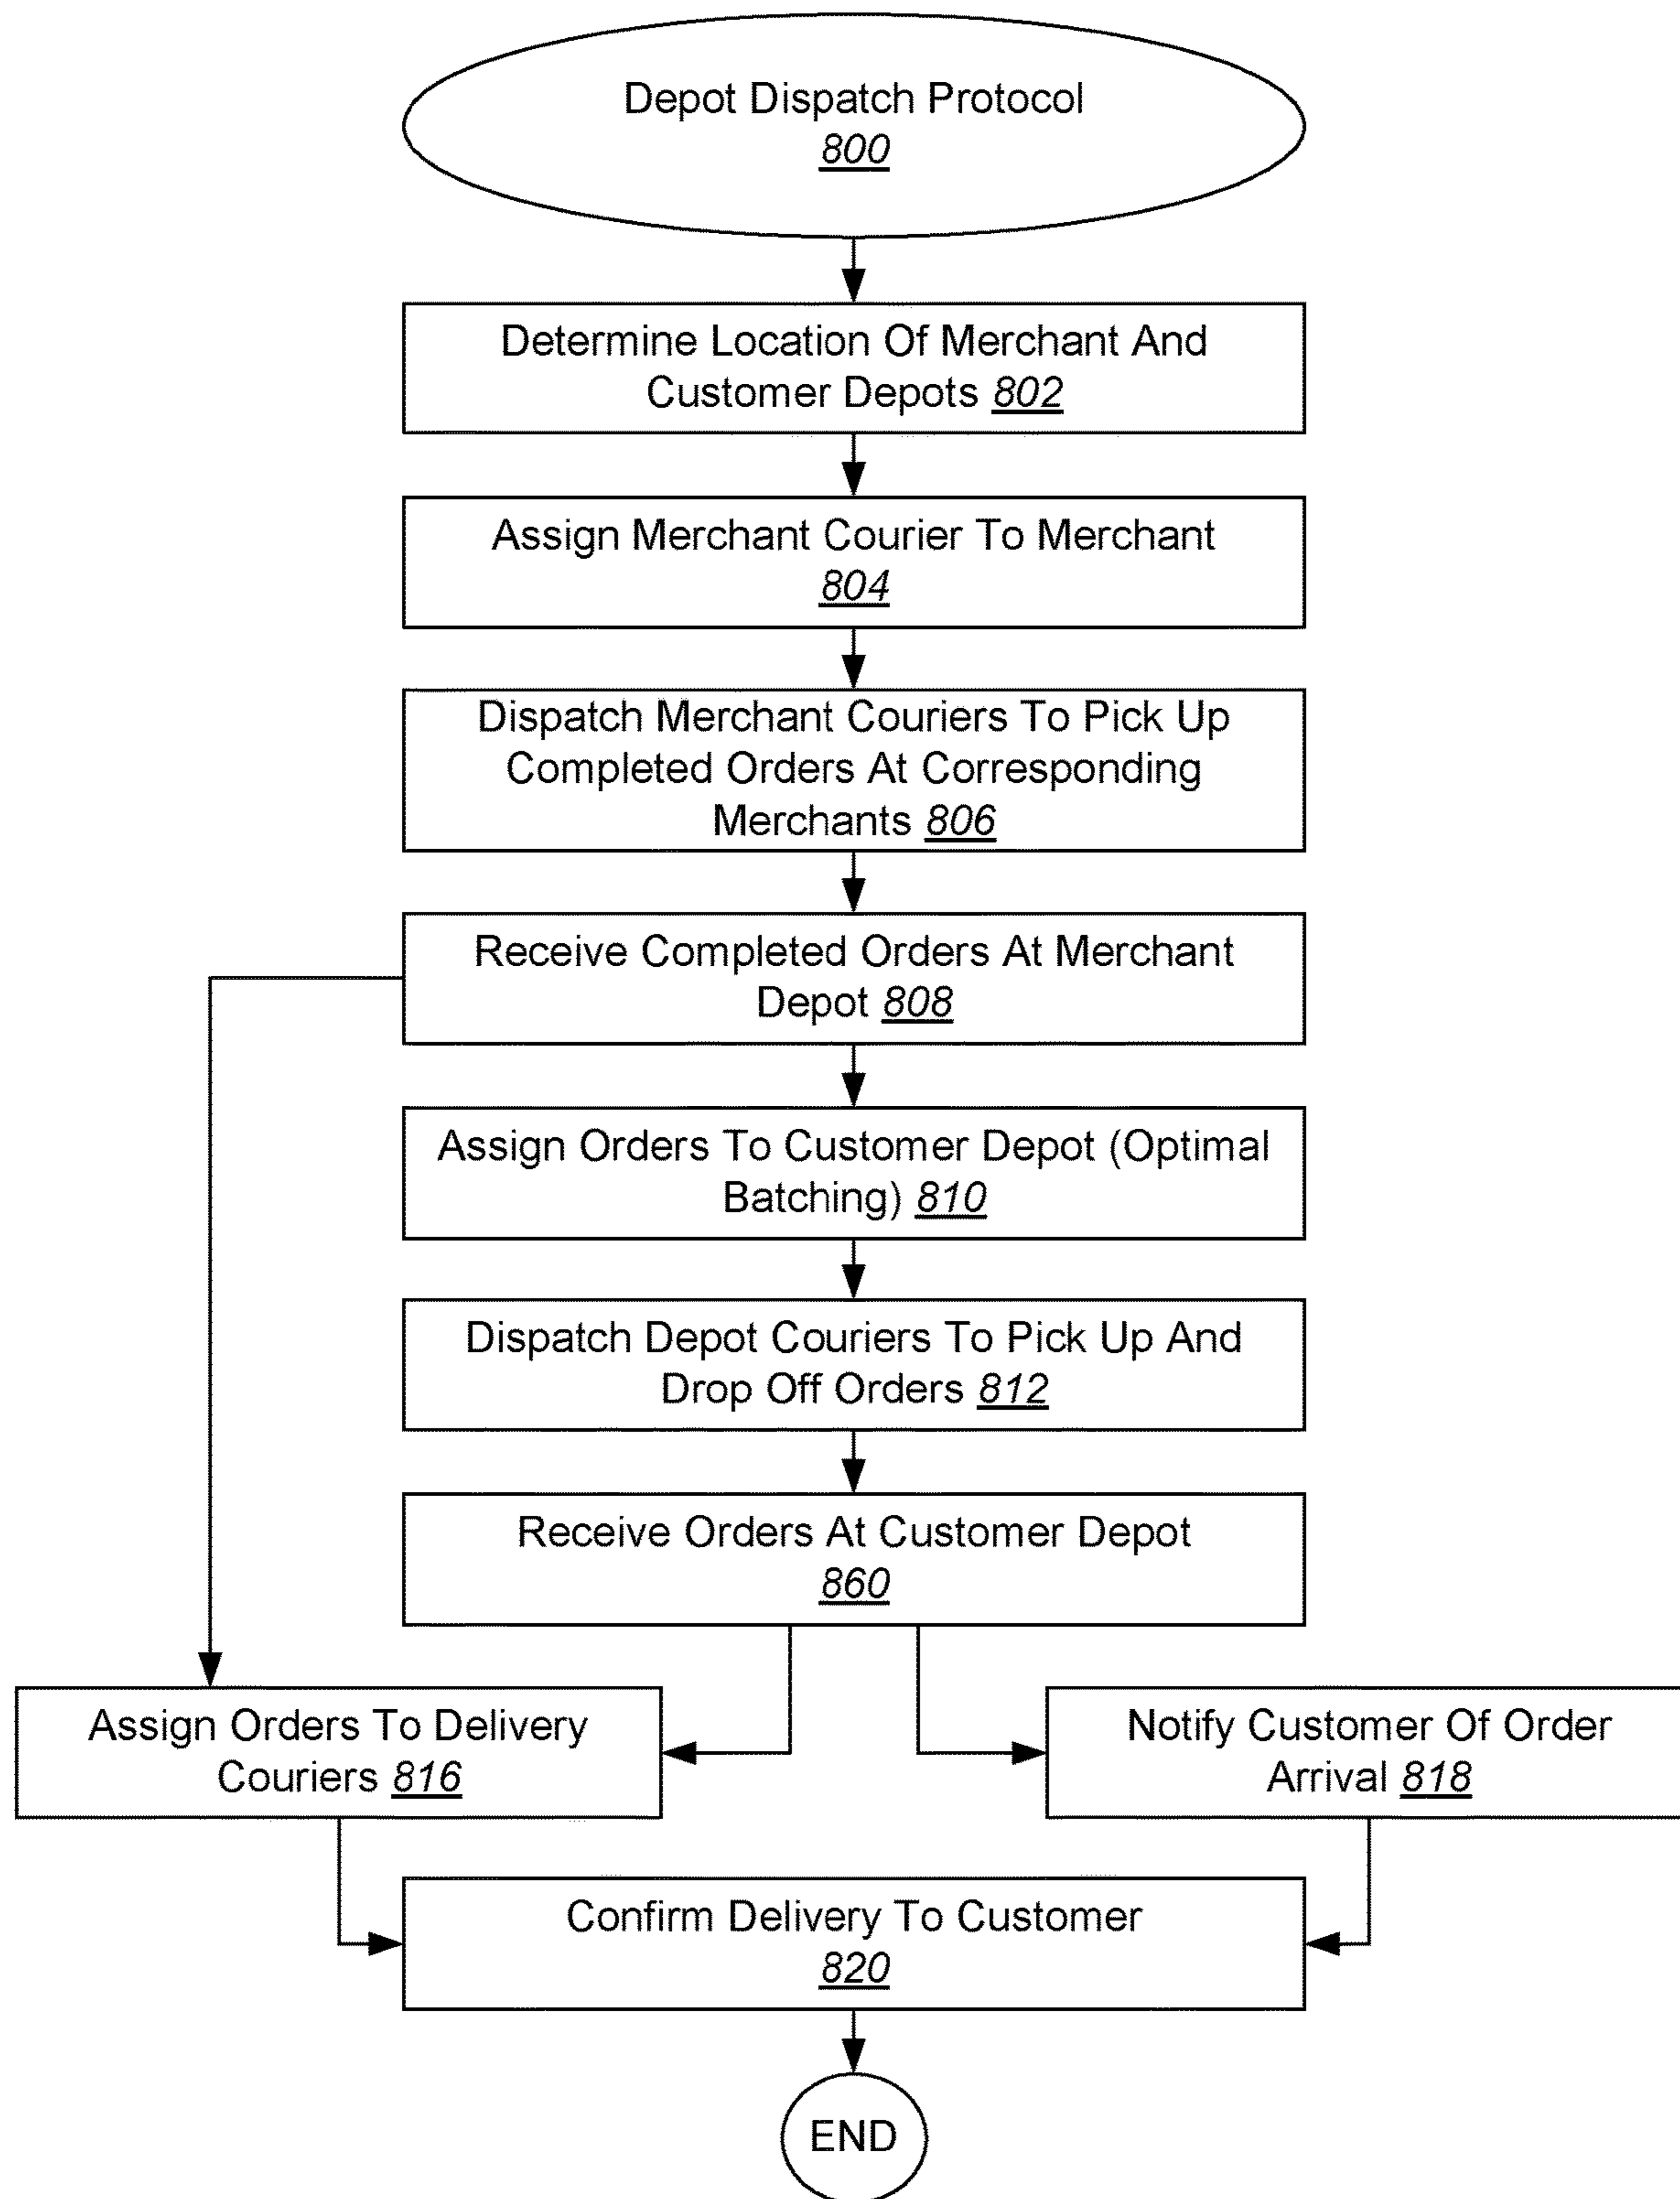 Depot Dispatch Protocol
800
Determine Location Of Merchant And
Customer Depots 802
Assign Merchant Courier To Merchant
804
Dispatch Merchant Couriers To Pick Up
Completed Orders At Corresponding
Merchants 806
Receive Completed Orders At Merchant
Depot 808
Assign Orders To Customer Depot (Optimal
Batching) 810
Dispatch Depot Couriers To Pick Up And
Drop Off Orders 812
Receive Orders At Customer Depot
860
Assign Orders To Delivery
Couriers 816
Notify Customer Of Order
Arrival 818
Confirm Delivery To Customer
820
END